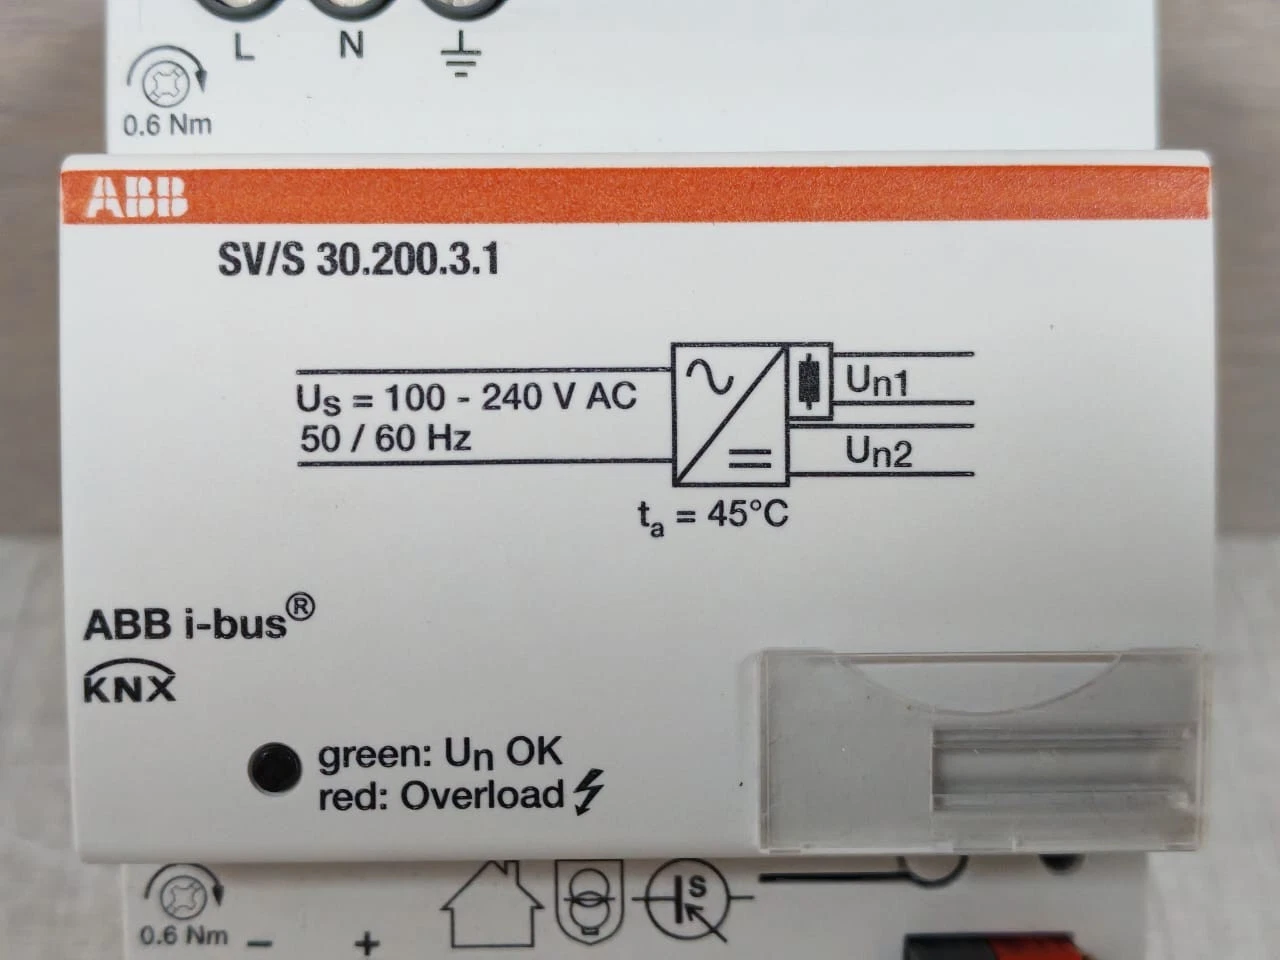 L N
0.6 Nm
ABB
SV/S 30.200.3.1
Us = 100 - 240 V AC
50 / 60 Hz
Un1
Un2
ta = 45°C
ABB i-bus®
KNX
green: Un OK
red: Overload
0.6 Nm - +
S